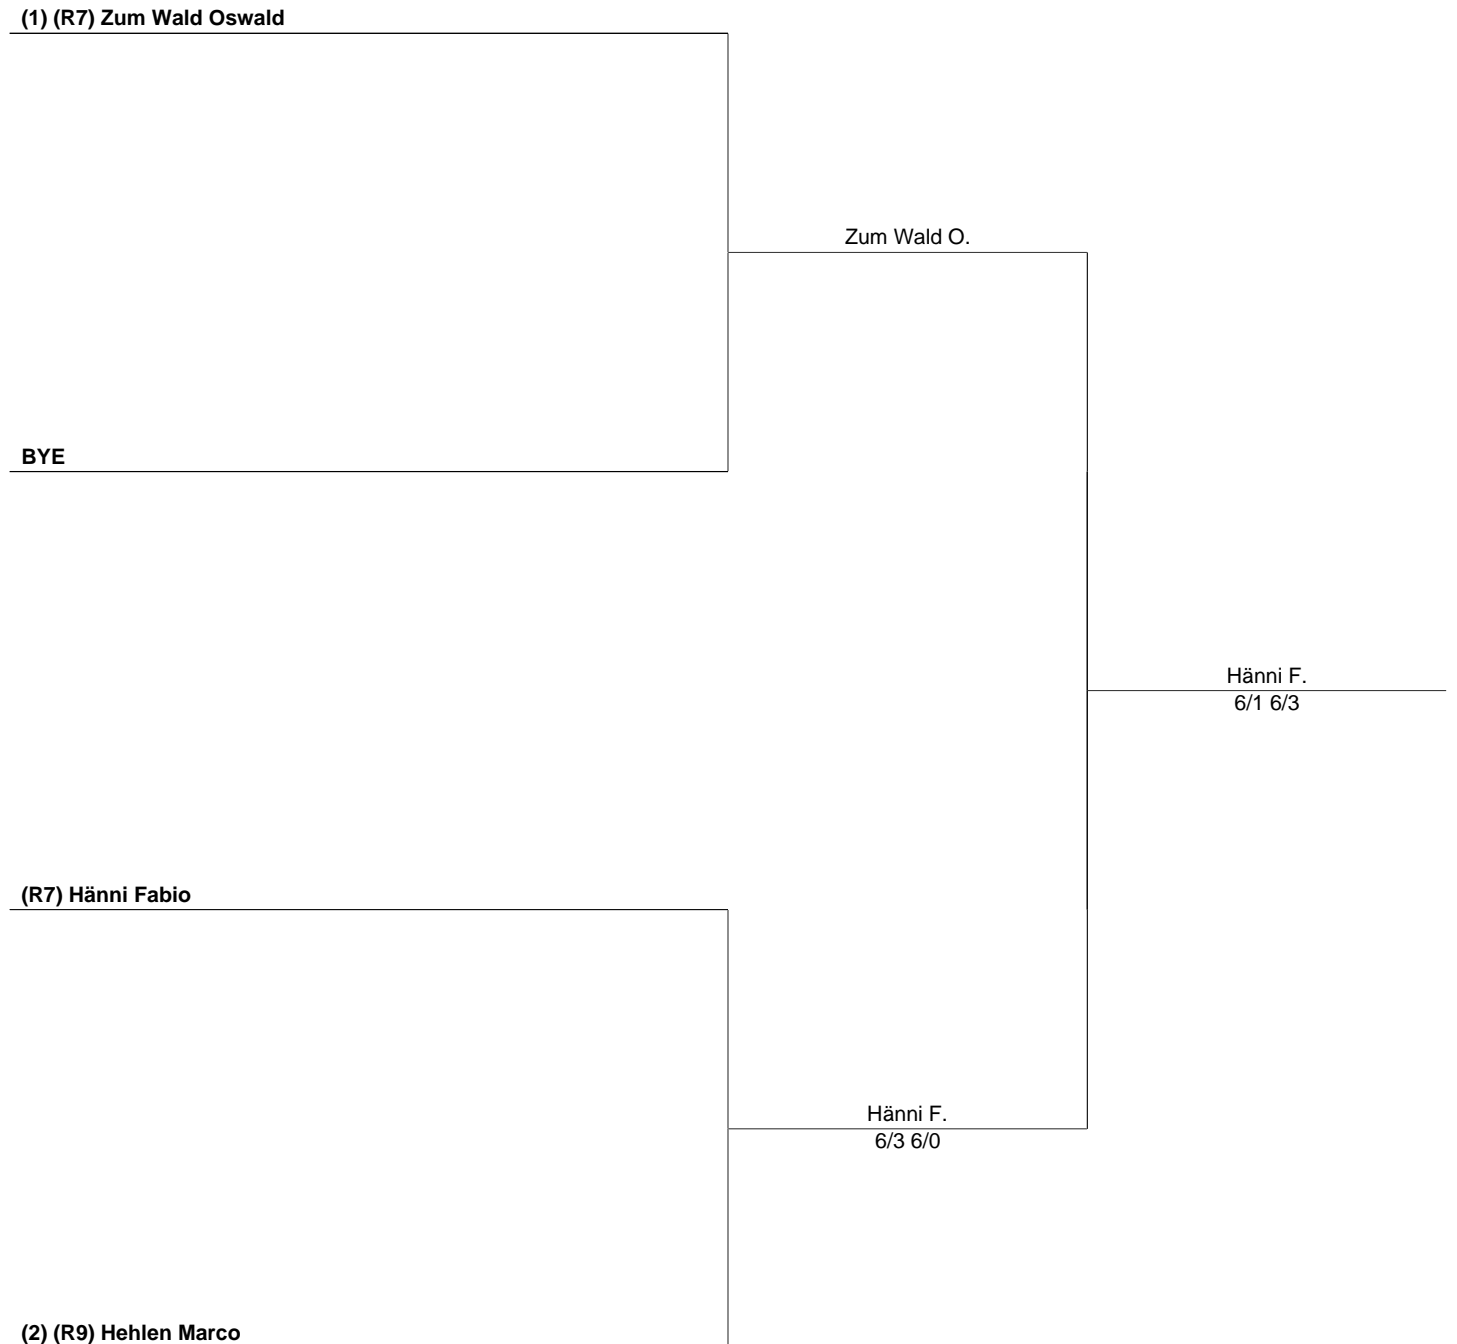 (1) (R7) Zum Wald Oswald
Zum Wald O.
BYE
Hänni F.
6/1 6/3
(R7) Hänni Fabio
Hänni F.
6/3 6/0
(2) (R9) Hehlen Marco